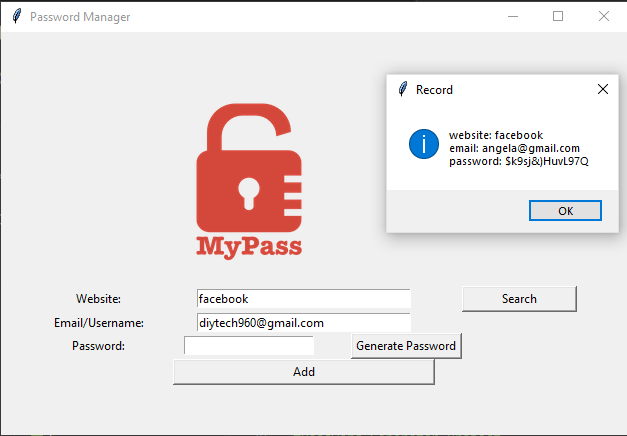 Password Manager
Record
website: facebook
email: angela@gmail.com
password: $k9sj&)HuvL97Q
OK
MyPass
Website:
facebook
Search
Email/Username:
diytech960@gmail.com
Password:
Generate Password
Add